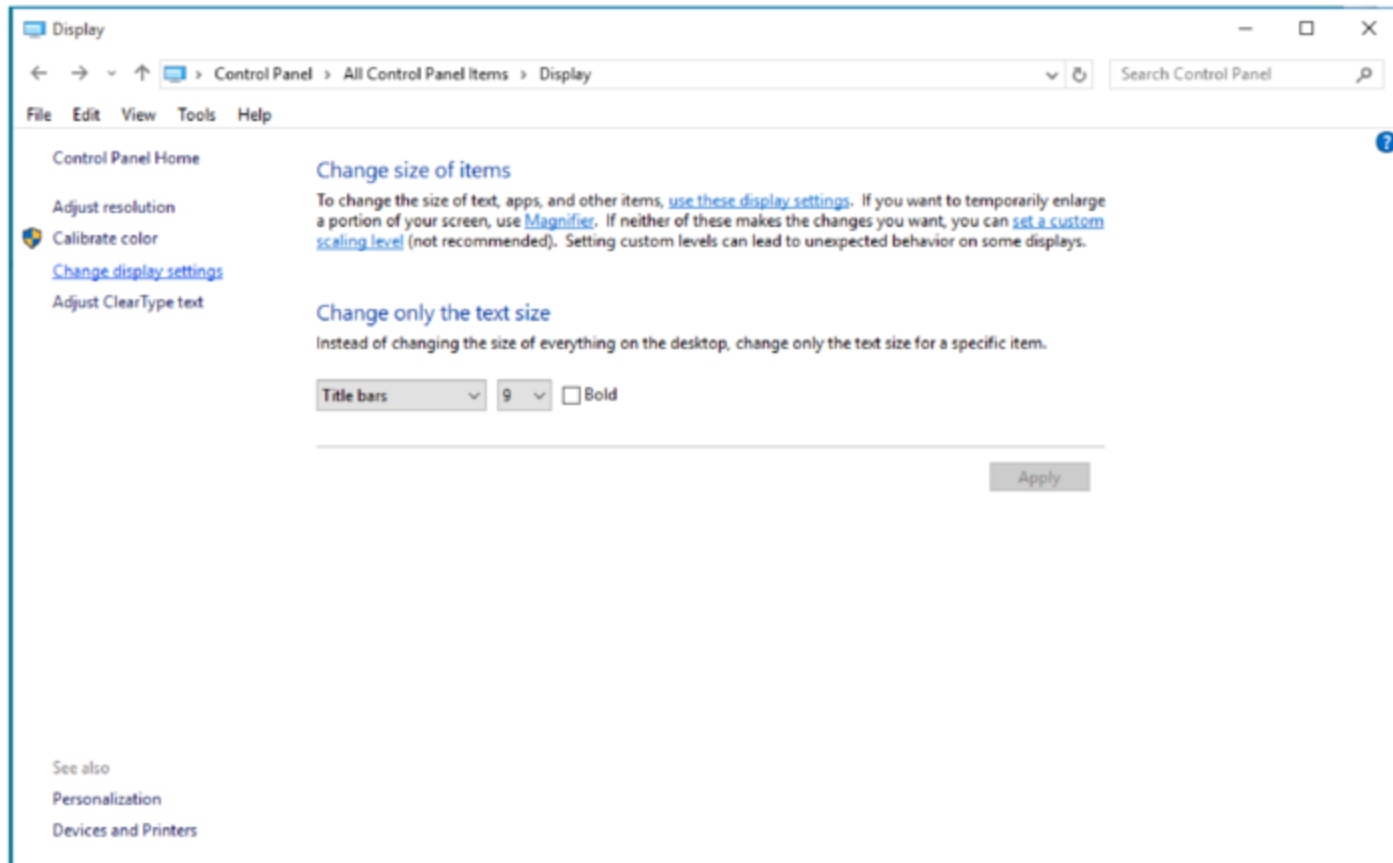 Display
Control Panel > All Control Panel Items > Display
Search Control Panel
File Edit View Tools Help
?
Control Panel Home
Adjust resolution
Calibrate color
Change display settings
Adjust ClearType text
Change size of items
To change the size of text, apps, and other items, use these display settings. If you want to temporarily enlarge
a portion of your screen, use Magnifier. If neither of these makes the changes you want, you can set a custom
scaling level (not recommended). Setting custom levels can lead to unexpected behavior on some displays.
Change only the text size
Instead of changing the size of everything on the desktop, change only the text size for a specific item.
Title bars 9 Bold
Apply
See also
Personalization
Devices and Printers